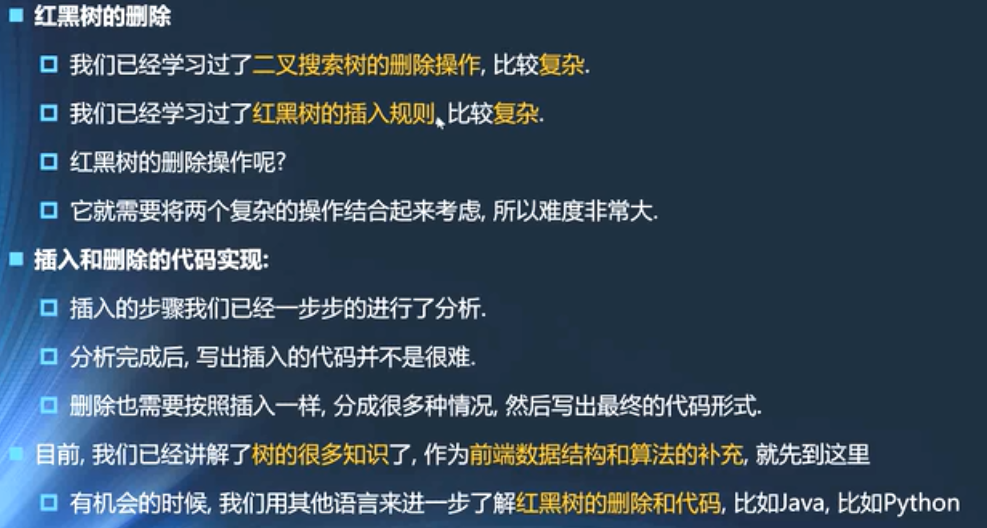 红黑树的删除
我们已经学习过了二叉搜索树的删除操作, 比较复杂.
我们已经学习过了红黑树的插入规则, 比较复杂.
红黑树的删除操作呢?
它就需要将两个复杂的操作结合起来考虑, 所以难度非常大.
插入和删除的代码实现:
插入的步骤我们已经一步步的进行了分析.
分析完成后, 写出插入的代码并不是很难.
删除也需要按照插入一样, 分成很多种情况, 然后写出最终的代码形式.
目前, 我们已经讲解了树的很多知识了, 作为前端数据结构和算法的补充, 就先到这里
有机会的时候, 我们用其他语言来进一步了解红黑树的删除和代码, 比如Java, 比如Python